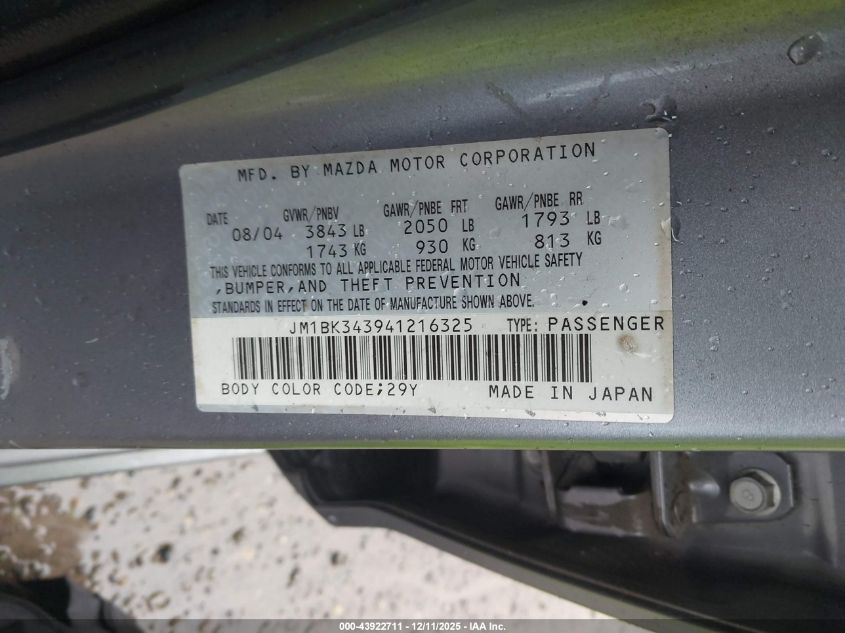 MFD. BY MAZDA MOTOR CORPORATION
DATE GVWR/PNBV GAWR/PNBE FRT GAWR/PNBE RR
08/04 3843 LB 2050 LB 1793 LB
1743 KG 930 KG 813 KG
THIS VEHICLE CONFORMS TO ALL APPLICABLE FEDERAL MOTOR VEHICLE SAFETY
,BUMPER,AND THEFT PREVENTION
STANDARDS IN EFFECT ON THE DATE OF MANUFACTURE SHOWN ABOVE.
JM1BK343941216325 TYPE: PASSENGER
BODY COLOR CODE;29Y MADE IN JAPAN
000-43922711 - 12/11/2025 - IAA Inc.